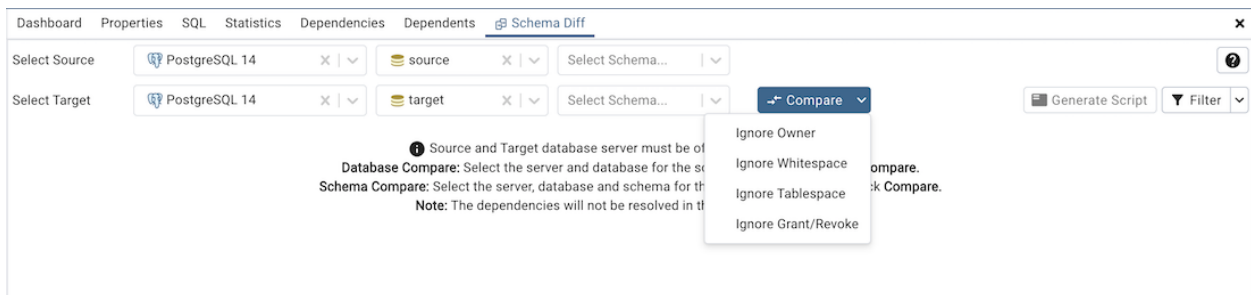 Dashboard Properties SQL Statistics Dependencies Dependents Schema Diff
Select Source PostgreSQL 14 source Select Schema...
Select Target PostgreSQL 14 target Select Schema... Compare Generate Script Filter
Ignore Owner
Ignore Whitespace
Ignore Tablespace
Ignore Grant/Revoke
Source and Target database server must be of
Database Compare: Select the server and database for the so ompare.
Schema Compare: Select the server, database and schema for th k Compare.
Note: The dependencies will not be resolved in th